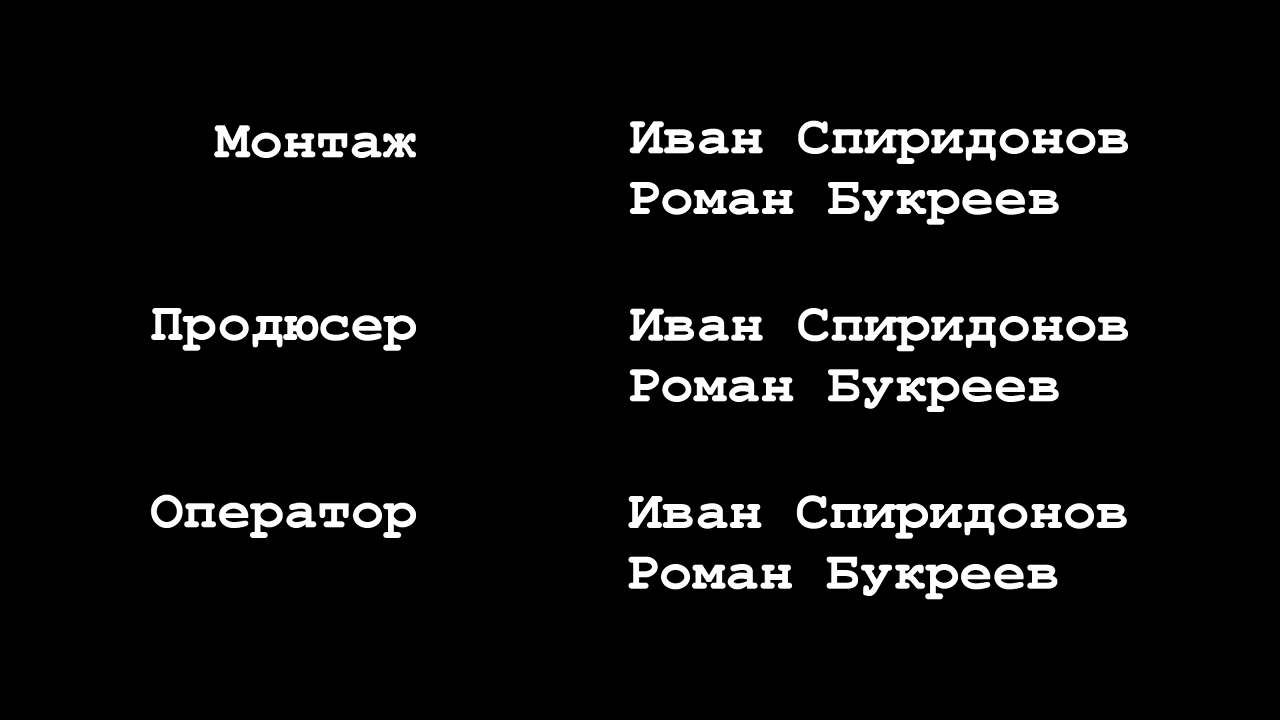 Монтаж Иван Спиридонов
Роман Букреев
Продюсер Иван Спиридонов
Роман Букреев
Оператор Иван Спиридонов
Роман Букреев